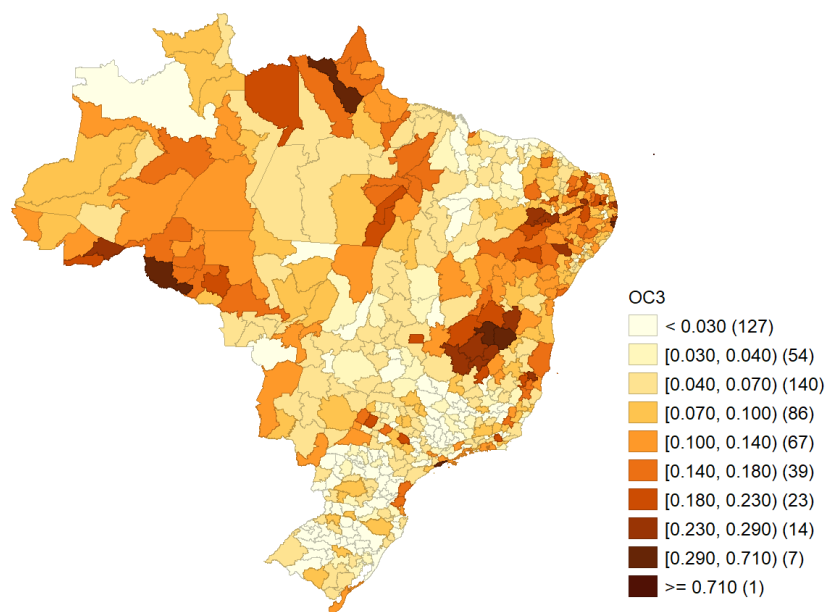 OC3
< 0.030 (127)
[0.030, 0.040) (54)
[0.040, 0.070) (140)
[0.070, 0.100) (86)
[0.100, 0.140) (67)
[0.140, 0.180) (39)
[0.180, 0.230) (23)
[0.230, 0.290) (14)
[0.290, 0.710) (7)
>= 0.710 (1)